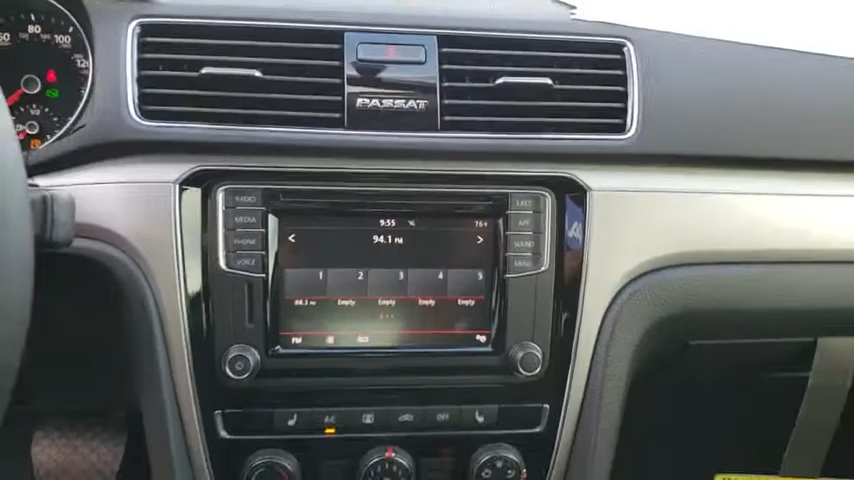 80
100
120
PASSAT
RADIO
MEDIA
PHONE
VOICE
EJECT
APP
SOUND
MENU
9:55
76°
94.1 FM
1 2 3 4 5
Empty Empty Empty Empty
FM
A/C
OFF